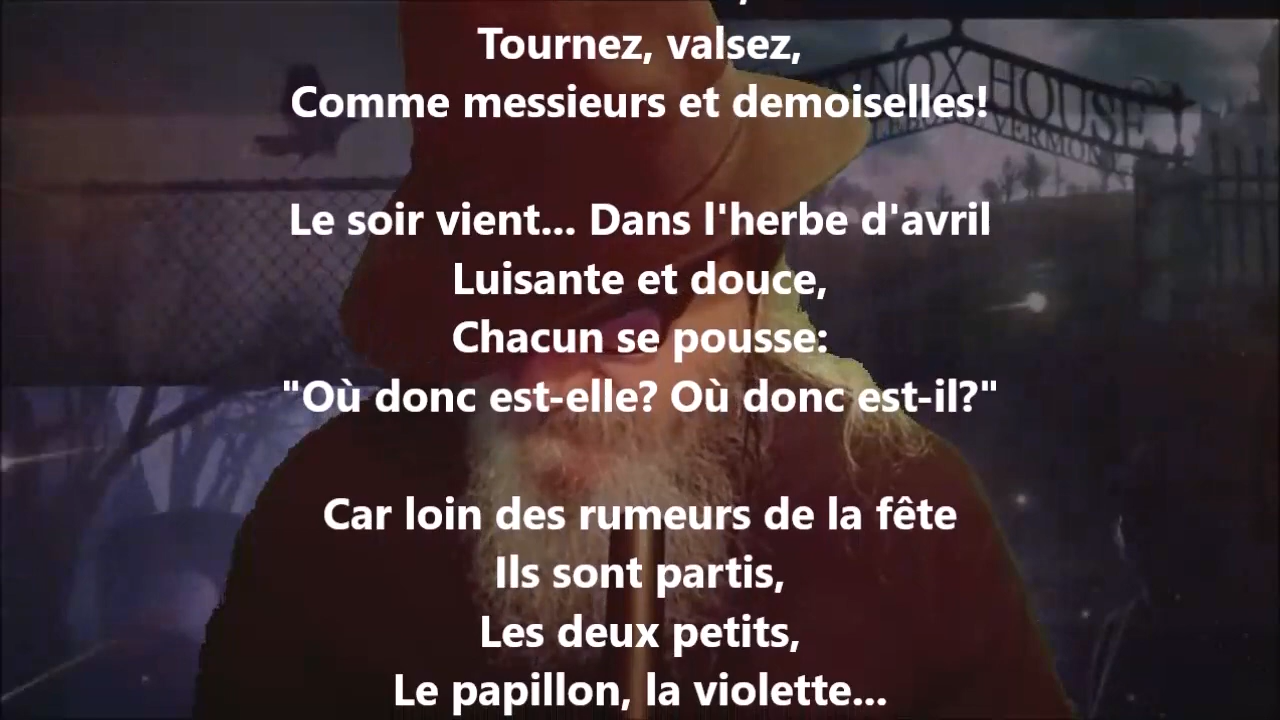 Tournez, valsez,
Comme messieurs et demoiselles!
Le soir vient... Dans l'herbe d'avril
Luisante et douce,
Chacun se pousse:
"Où donc est-elle? Où donc est-il?"
Car loin des rumeurs de la fête
Ils sont partis,
Les deux petits,
Le papillon, la violette...
HOUSE
VERMONT